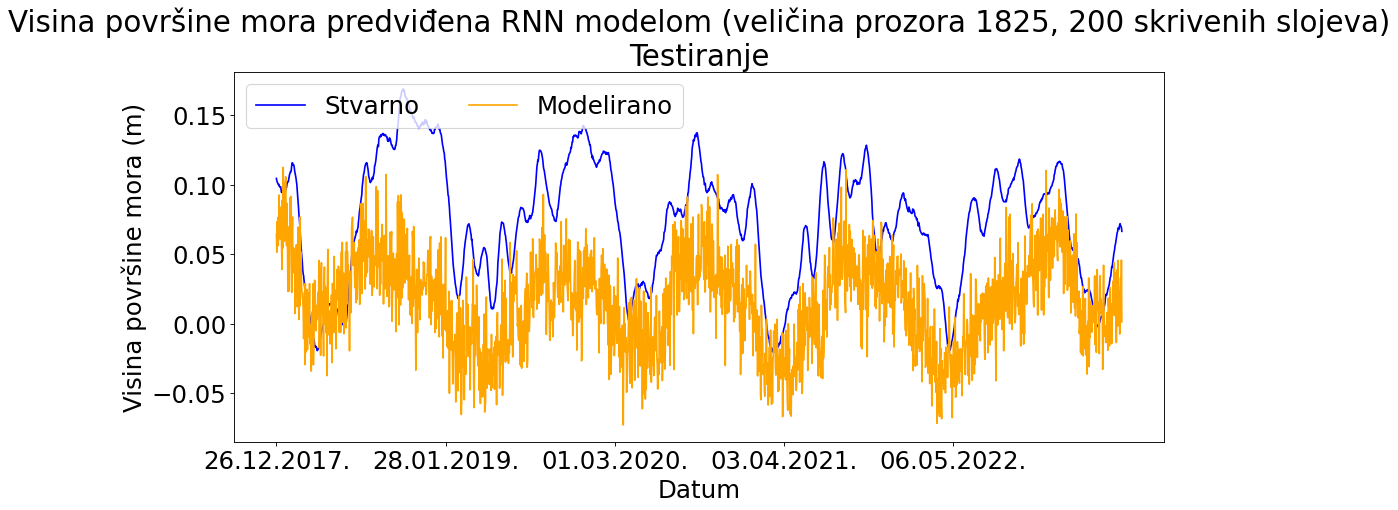 Visina površine mora predviđena RNN modelom (veličina prozora 1825, 200 skrivenih slojeva)
Testiranje
Stvarno Modelirano
Visina površine mora (m)
0.15
0.10
0.05
0.00
−0.05
26.12.2017. 28.01.2019. 01.03.2020. 03.04.2021. 06.05.2022.
Datum